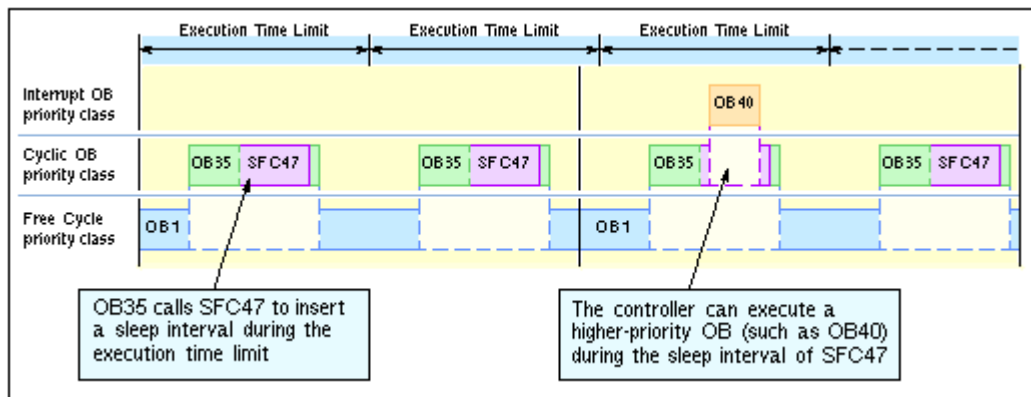 Execution Time Limit Execution Time Limit Execution Time Limit
Interrupt OB
priority class
OB40
Cyclic OB
priority class
OB35 SFC47 OB35 SFC47 OB35 OB35 SFC47
Free Cycle
priority class
OB1 OB1
OB35 calls SFC47 to insert
a sleep interval during the
execution time limit
The controller can execute a
higher-priority OB (such as OB40)
during the sleep interval of SFC47